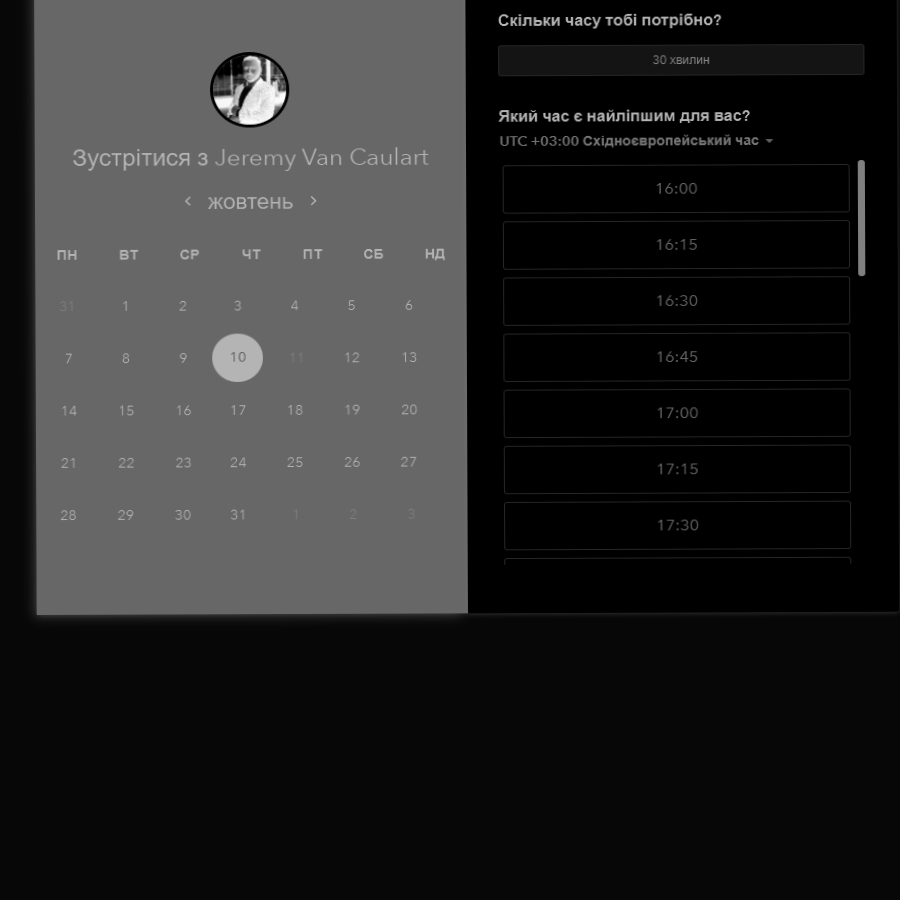 Зустрітися з Jeremy Van Caulart
жовтень
ПН ВТ СР ЧТ ПТ СБ НД
31 1 2 3 4 5 6
7 8 9 10 11 12 13
14 15 16 17 18 19 20
21 22 23 24 25 26 27
28 29 30 31 1 2 3
Скільки часу тобі потрібно?
30 хвилин
Який час є найліпшим для вас?
UTC +03:00 Східноєвропейський час
16:00
16:15
16:30
16:45
17:00
17:15
17:30